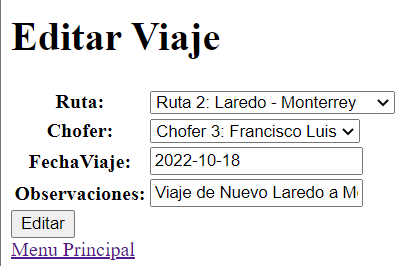 Editar Viaje
Ruta: Ruta 2: Laredo - Monterrey
Chofer: Chofer 3: Francisco Luis
FechaViaje: 2022-10-18
Observaciones: Viaje de Nuevo Laredo a
Editar
Menu Principal